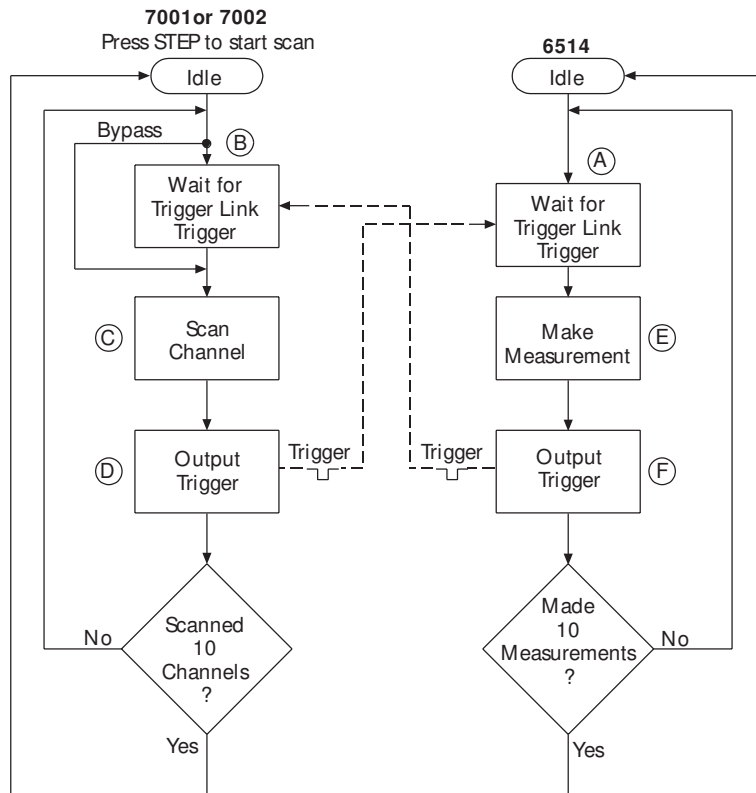 7001or 7002
Press STEP to start scan
Idle
Bypass
B
Wait for
Trigger Link
Trigger
C
Scan
Channel
D
Output
Trigger
Trigger
No
Scanned
10
Channels
?
Yes
6514
Idle
A
Wait for
Trigger Link
Trigger
Make
Measurement
E
Trigger
Output
Trigger
F
Made
10
Measurements
?
No
Yes